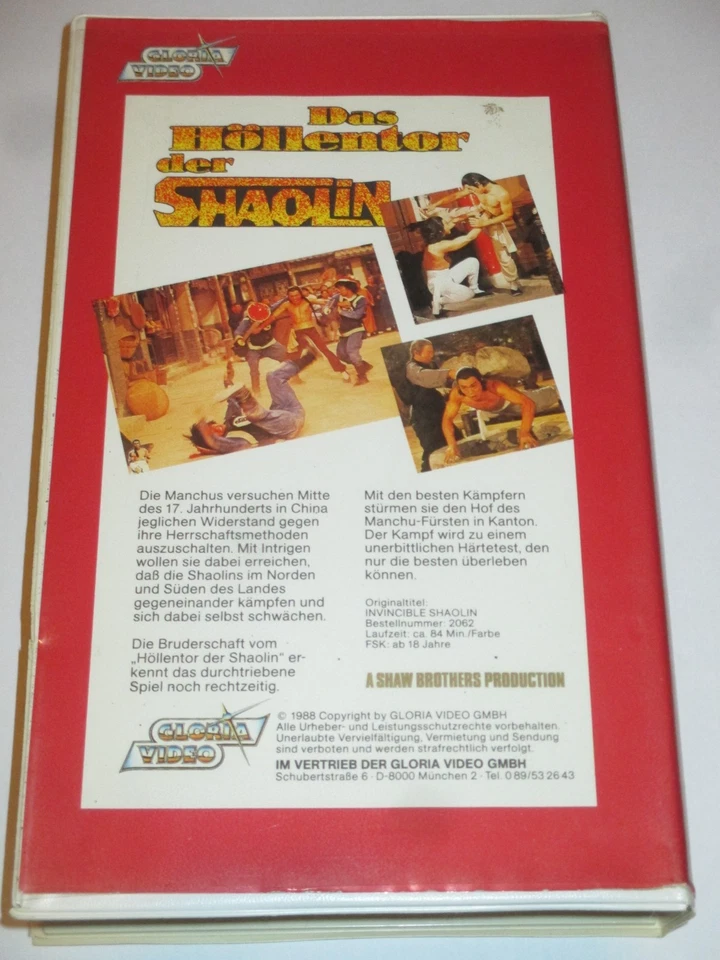 GLORIA
VIDEO
Das
Höllentor
der
SHAOLIN
Die Manchus versuchen Mitte
des 17. Jahrhunderts in China
jeglichen Widerstand gegen
ihre Herrschaftsmethoden
auszuschalten. Mit Intrigen
wollen sie dabei erreichen,
daß die Shaolins im Norden
und Süden des Landes
gegeneinander kämpfen und
sich dabei selbst schwächen.
Die Bruderschaft vom
„Höllentor der Shaolin" er-
kennt das durchtriebene
Spiel noch rechtzeitig.
Mit den besten Kämpfern
stürmen sie den Hof des
Manchu-Fürsten in Kanton.
Der Kampf wird zu einem
unerbittlichen Härtetest, den
nur die besten überleben
können.
Originaltitel:
INVINCIBLE SHAOLIN
Bestellnummer: 2062
Laufzeit: ca. 84 Min./Farbe
FSK: ab 18 Jahre
A SHAW BROTHERS PRODUCTION
GLORIA
VIDEO
© 1988 Copyright by GLORIA VIDEO GMBH
Alle Urheber- und Leistungsschutzrechte vorbehalten.
Unerlaubte Vervielfältigung, Vermietung und Sendung
sind verboten und werden strafrechtlich verfolgt.
IM VERTRIEB DER GLORIA VIDEO GMBH
Schubertstraße 6 · D-8000 München 2 · Tel. 0 89/53 26 43